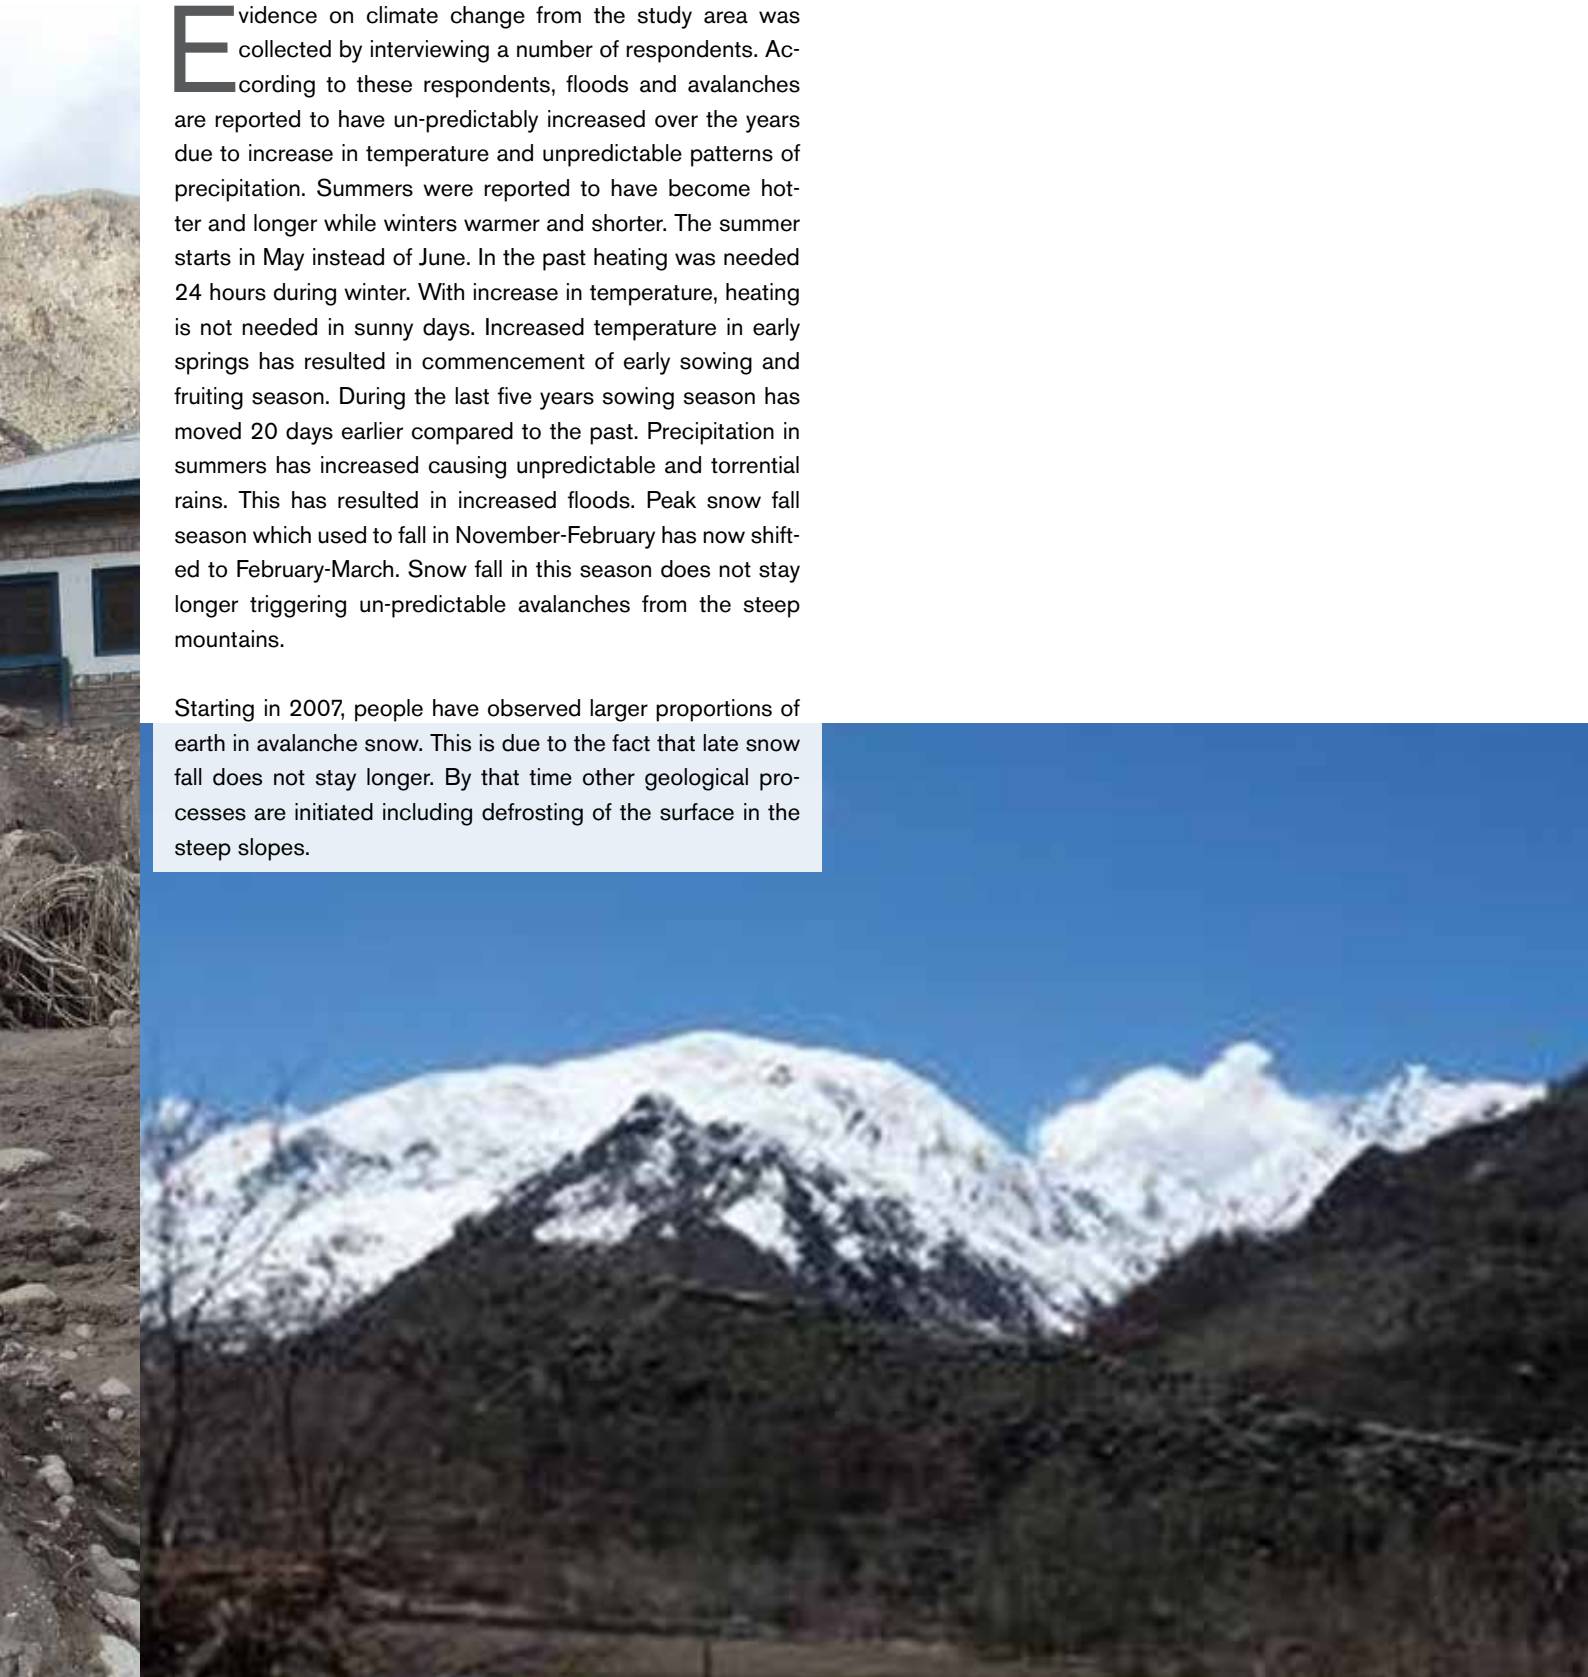 Evidence on climate change from the study area was
collected by interviewing a number of respondents. Ac-
cording to these respondents, floods and avalanches
are reported to have un-predictably increased over the years
due to increase in temperature and unpredictable patterns of
precipitation. Summers were reported to have become hot-
ter and longer while winters warmer and shorter. The summer
starts in May instead of June. In the past heating was needed
24 hours during winter. With increase in temperature, heating
is not needed in sunny days. Increased temperature in early
springs has resulted in commencement of early sowing and
fruiting season. During the last five years sowing season has
moved 20 days earlier compared to the past. Precipitation in
summers has increased causing unpredictable and torrential
rains. This has resulted in increased floods. Peak snow fall
season which used to fall in November-February has now shift-
ed to February-March. Snow fall in this season does not stay
longer triggering un-predictable avalanches from the steep
mountains.
Starting in 2007, people have observed larger proportions of
earth in avalanche snow. This is due to the fact that late snow
fall does not stay longer. By that time other geological pro-
cesses are initiated including defrosting of the surface in the
steep slopes.